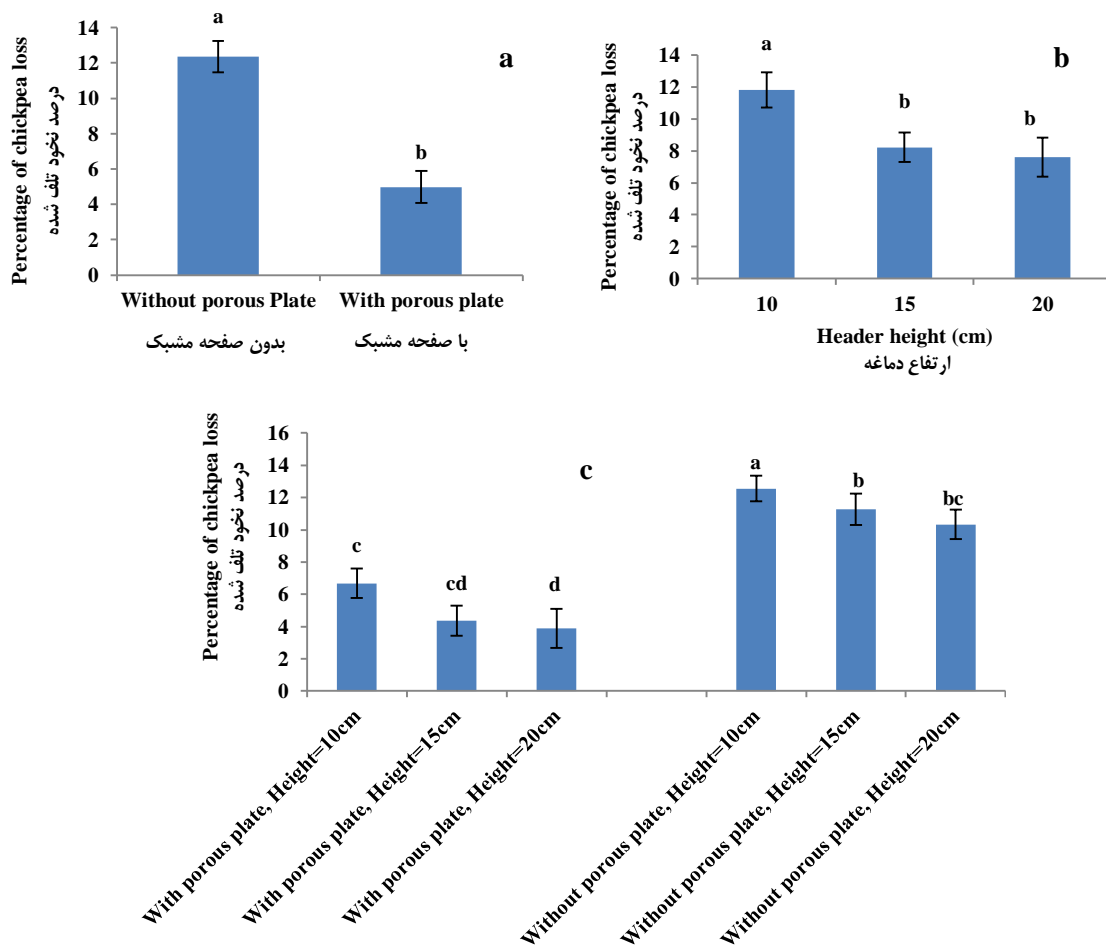 Percentage of chickpea loss
درصد نخود تلف شده
14
12
10
8
6
4
2
0
a
b
a
Without porous Plate
With porous plate
بدون صفحه مشبک
با صفحه مشبک
Percentage of chickpea loss
درصد نخود تلف شده
14
12
10
8
6
4
2
0
a
b
b
b
10
15
20
Header height (cm)
ارتفاع دماغه
Percentage of chickpea loss
درصد نخود تلف شده
16
14
12
10
8
6
4
2
0
c
cd
d
c
a
b
bc
With porous plate, Height=10cm
With porous plate, Height=15cm
With porous plate, Height=20cm
Without porous plate, Height=10cm
Without porous plate, Height=15cm
Without porous plate, Height=20cm